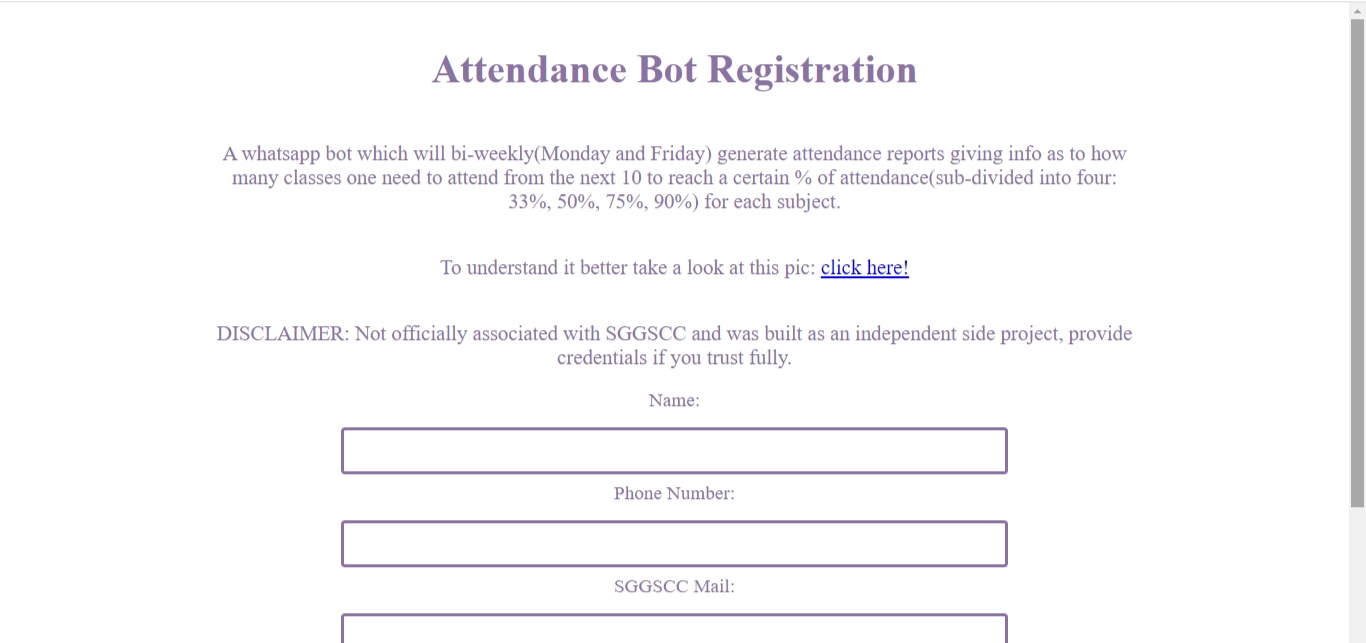 Attendance Bot Registration
A whatsapp bot which will bi-weekly(Monday and Friday) generate attendance reports giving info as to how
many classes one need to attend from the next 10 to reach a certain % of attendance(sub-divided into four:
33%, 50%, 75%, 90%) for each subject.
To understand it better take a look at this pic: click here!
DISCLAIMER: Not officially associated with SGGSCC and was built as an independent side project, provide
credentials if you trust fully.
Name:
Phone Number:
SGGSCC Mail: